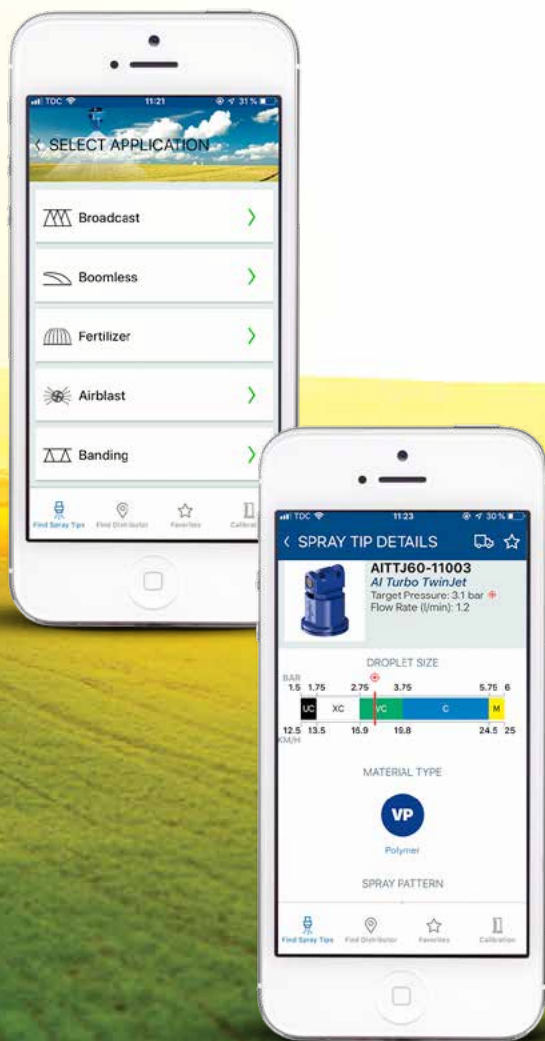 TDC 11:21 31%
SELECT APPLICATION
Broadcast
Boomless
Fertilizer
Airblast
Banding
Find Spray Tips Find Distributor Favorites
TDC 11:23 30%
SPRAY TIP DETAILS
AITTJ60-11003
AI Turbo TwinJet
Target Pressure: 3.1 bar
Flow Rate (l/min): 1.2
DROPLET SIZE
BAR
1.5 1.75 2.75 3.75 5.75 6
UC XC VC C M
12.5 13.5 16.9 19.8 24.5 25
KM/H
MATERIAL TYPE
VP
Polymer
SPRAY PATTERN
Find Spray Tips Find Distributor Favorites Calibration